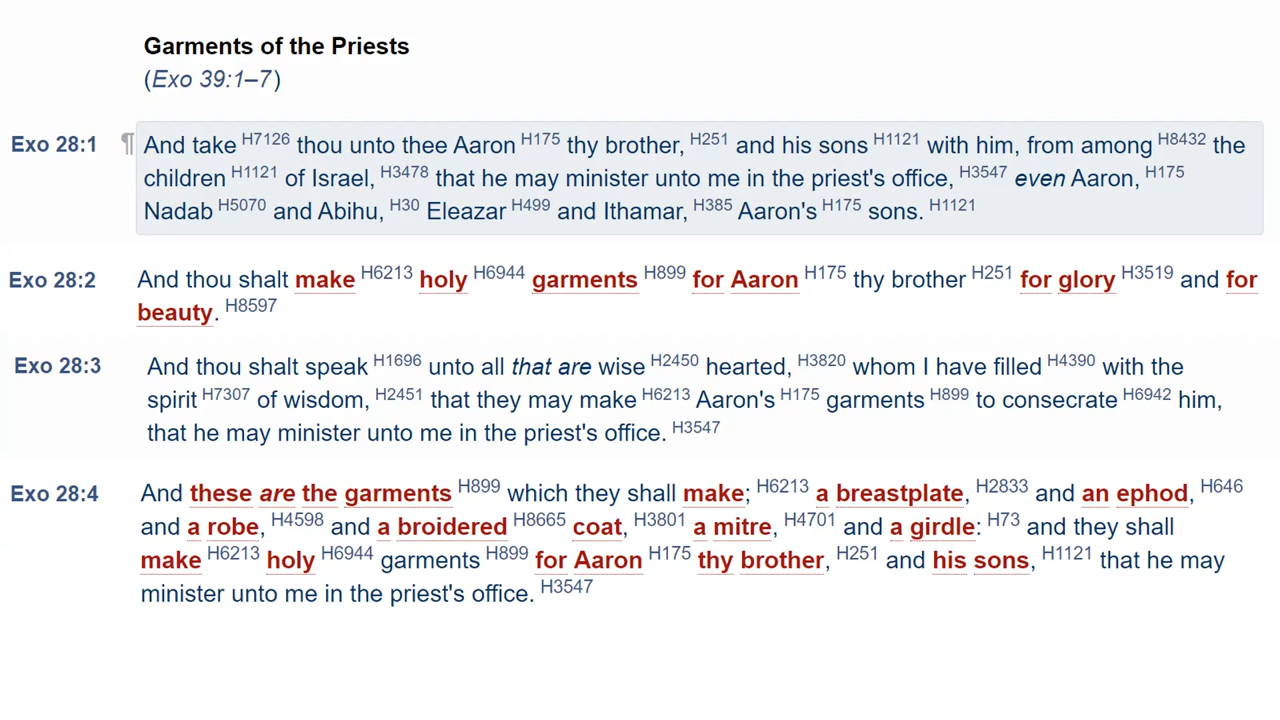 Garments of the Priests
(Exo 39:1–7)
Exo 28:1 ¶ And take H7126 thou unto thee Aaron H175 thy brother, H251 and his sons H1121 with him, from among H8432 the
children H1121 of Israel, H3478 that he may minister unto me in the priest's office, H3547 even Aaron, H175
Nadab H5070 and Abihu, H30 Eleazar H499 and Ithamar, H385 Aaron's H175 sons. H1121
Exo 28:2 And thou shalt make H6213 holy H6944 garments H899 for Aaron H175 thy brother H251 for glory H3519 and for
beauty. H8597
Exo 28:3 And thou shalt speak H1696 unto all that are wise H2450 hearted, H3820 whom I have filled H4390 with the
spirit H7307 of wisdom, H2451 that they may make H6213 Aaron's H175 garments H899 to consecrate H6942 him,
that he may minister unto me in the priest's office. H3547
Exo 28:4 And these are the garments H899 which they shall make; H6213 a breastplate, H2833 and an ephod, H646
and a robe, H4598 and a broidered H8665 coat, H3801 a mitre, H4701 and a girdle: H73 and they shall
make H6213 holy H6944 garments H899 for Aaron H175 thy brother, H251 and his sons, H1121 that he may
minister unto me in the priest's office. H3547